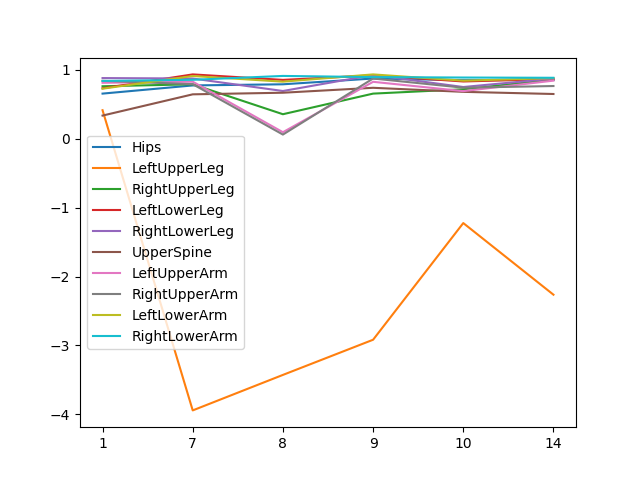 1
0
−1
−2
−3
−4
Hips
LeftUpperLeg
RightUpperLeg
LeftLowerLeg
RightLowerLeg
UpperSpine
LeftUpperArm
RightUpperArm
LeftLowerArm
RightLowerArm
1 7 8 9 10 14